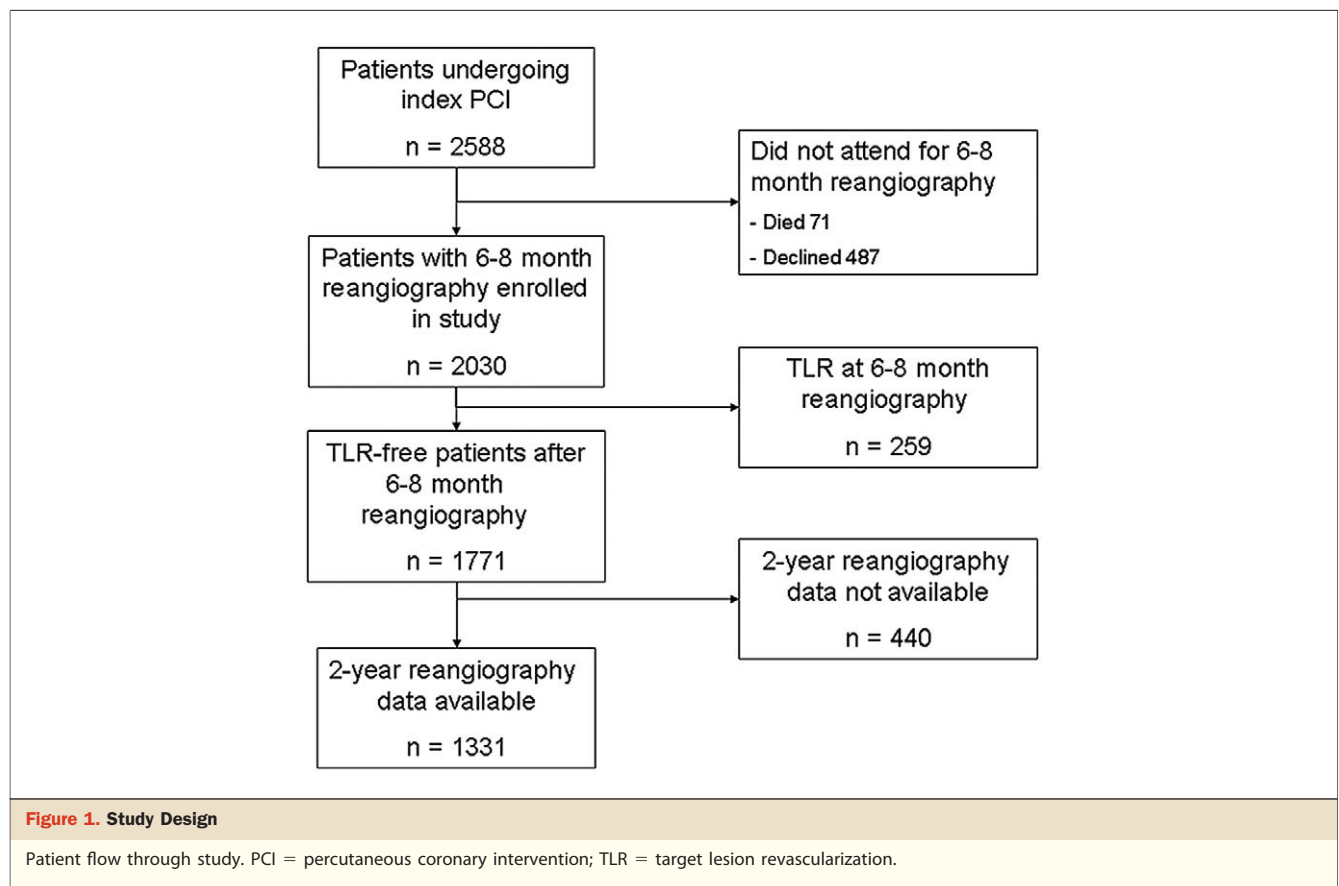 Patients undergoing
index PCI
n = 2588
Did not attend for 6-8
month reangiography
- Died 71
- Declined 487
Patients with 6-8 month
reangiography enrolled
in study
n = 2030
TLR at 6-8 month
reangiography
n = 259
TLR-free patients after
6-8 month
reangiography
n = 1771
2-year reangiography
data not available
n = 440
2-year reangiography
data available
n = 1331
Figure 1. Study Design
Patient flow through study. PCI = percutaneous coronary intervention; TLR = target lesion revascularization.